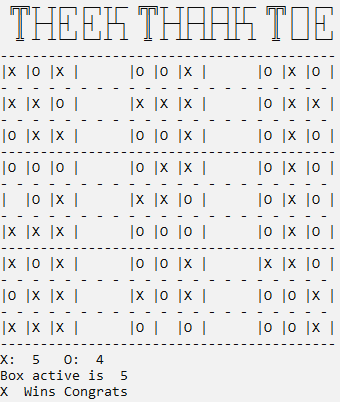 THEEK THAAK TOE
-----------------------------------------
|X |O |X |      |O |O |X |      |O |X |O |
- - - - - - - - - - - - - - - - - - - - -
|X |X |O |      |X |X |X |      |O |X |X |
- - - - - - - - - - - - - - - - - - - - -
|O |X |X |      |O |O |X |      |O |X |O |
-----------------------------------------
|O |O |O |      |O |X |X |      |O |X |O |
- - - - - - - - - - - - - - - - - - - - -
|  |O |X |      |X |X |O |      |O |X |O |
- - - - - - - - - - - - - - - - - - - - -
|X |X |X |      |O |O |O |      |O |X |O |
-----------------------------------------
|X |O |X |      |O |O |X |      |X |X |O |
- - - - - - - - - - - - - - - - - - - - -
|O |X |X |      |X |O |X |      |O |X |O |
- - - - - - - - - - - - - - - - - - - - -
|X |X |X |      |O |  |O |      |O |O |X |
-----------------------------------------
X:  5   O:  4
Box active is  5
X  Wins Congrats